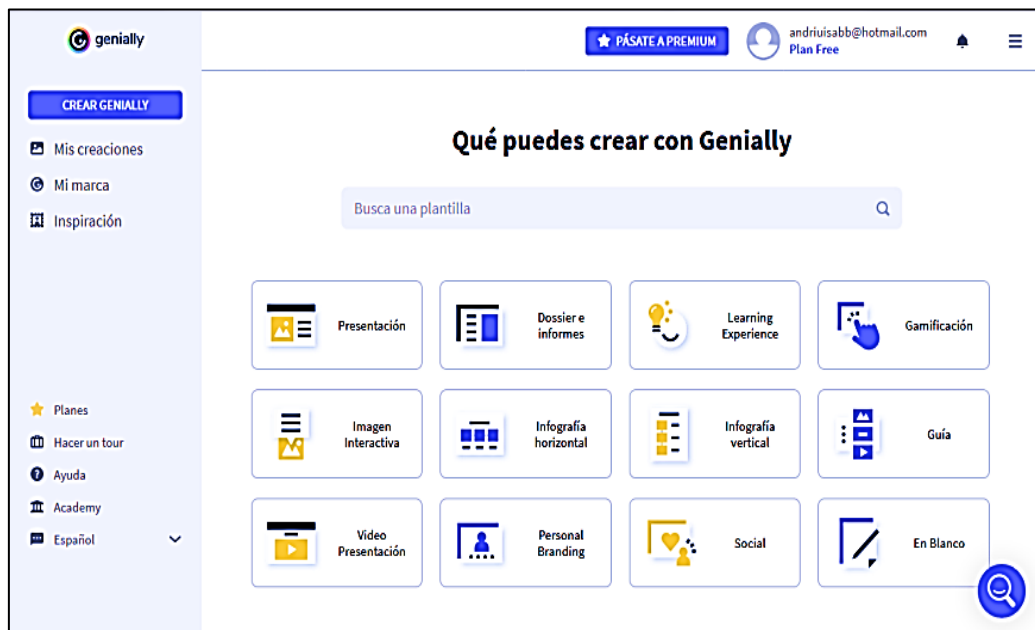 genially
PÁSATE A PREMIUM
andriuisabb@hotmail.com
Plan Free
CREAR GENIALLY
Mis creaciones
Mi marca
Inspiración
Planes
Hacer un tour
Ayuda
Academy
Español
Qué puedes crear con Genially
Busca una plantilla
Presentación
Dossier e
informes
Learning
Experience
Gamificación
Imagen
Interactiva
Infografía
horizontal
Infografía
vertical
Guía
Video
Presentación
Personal
Branding
Social
En Blanco